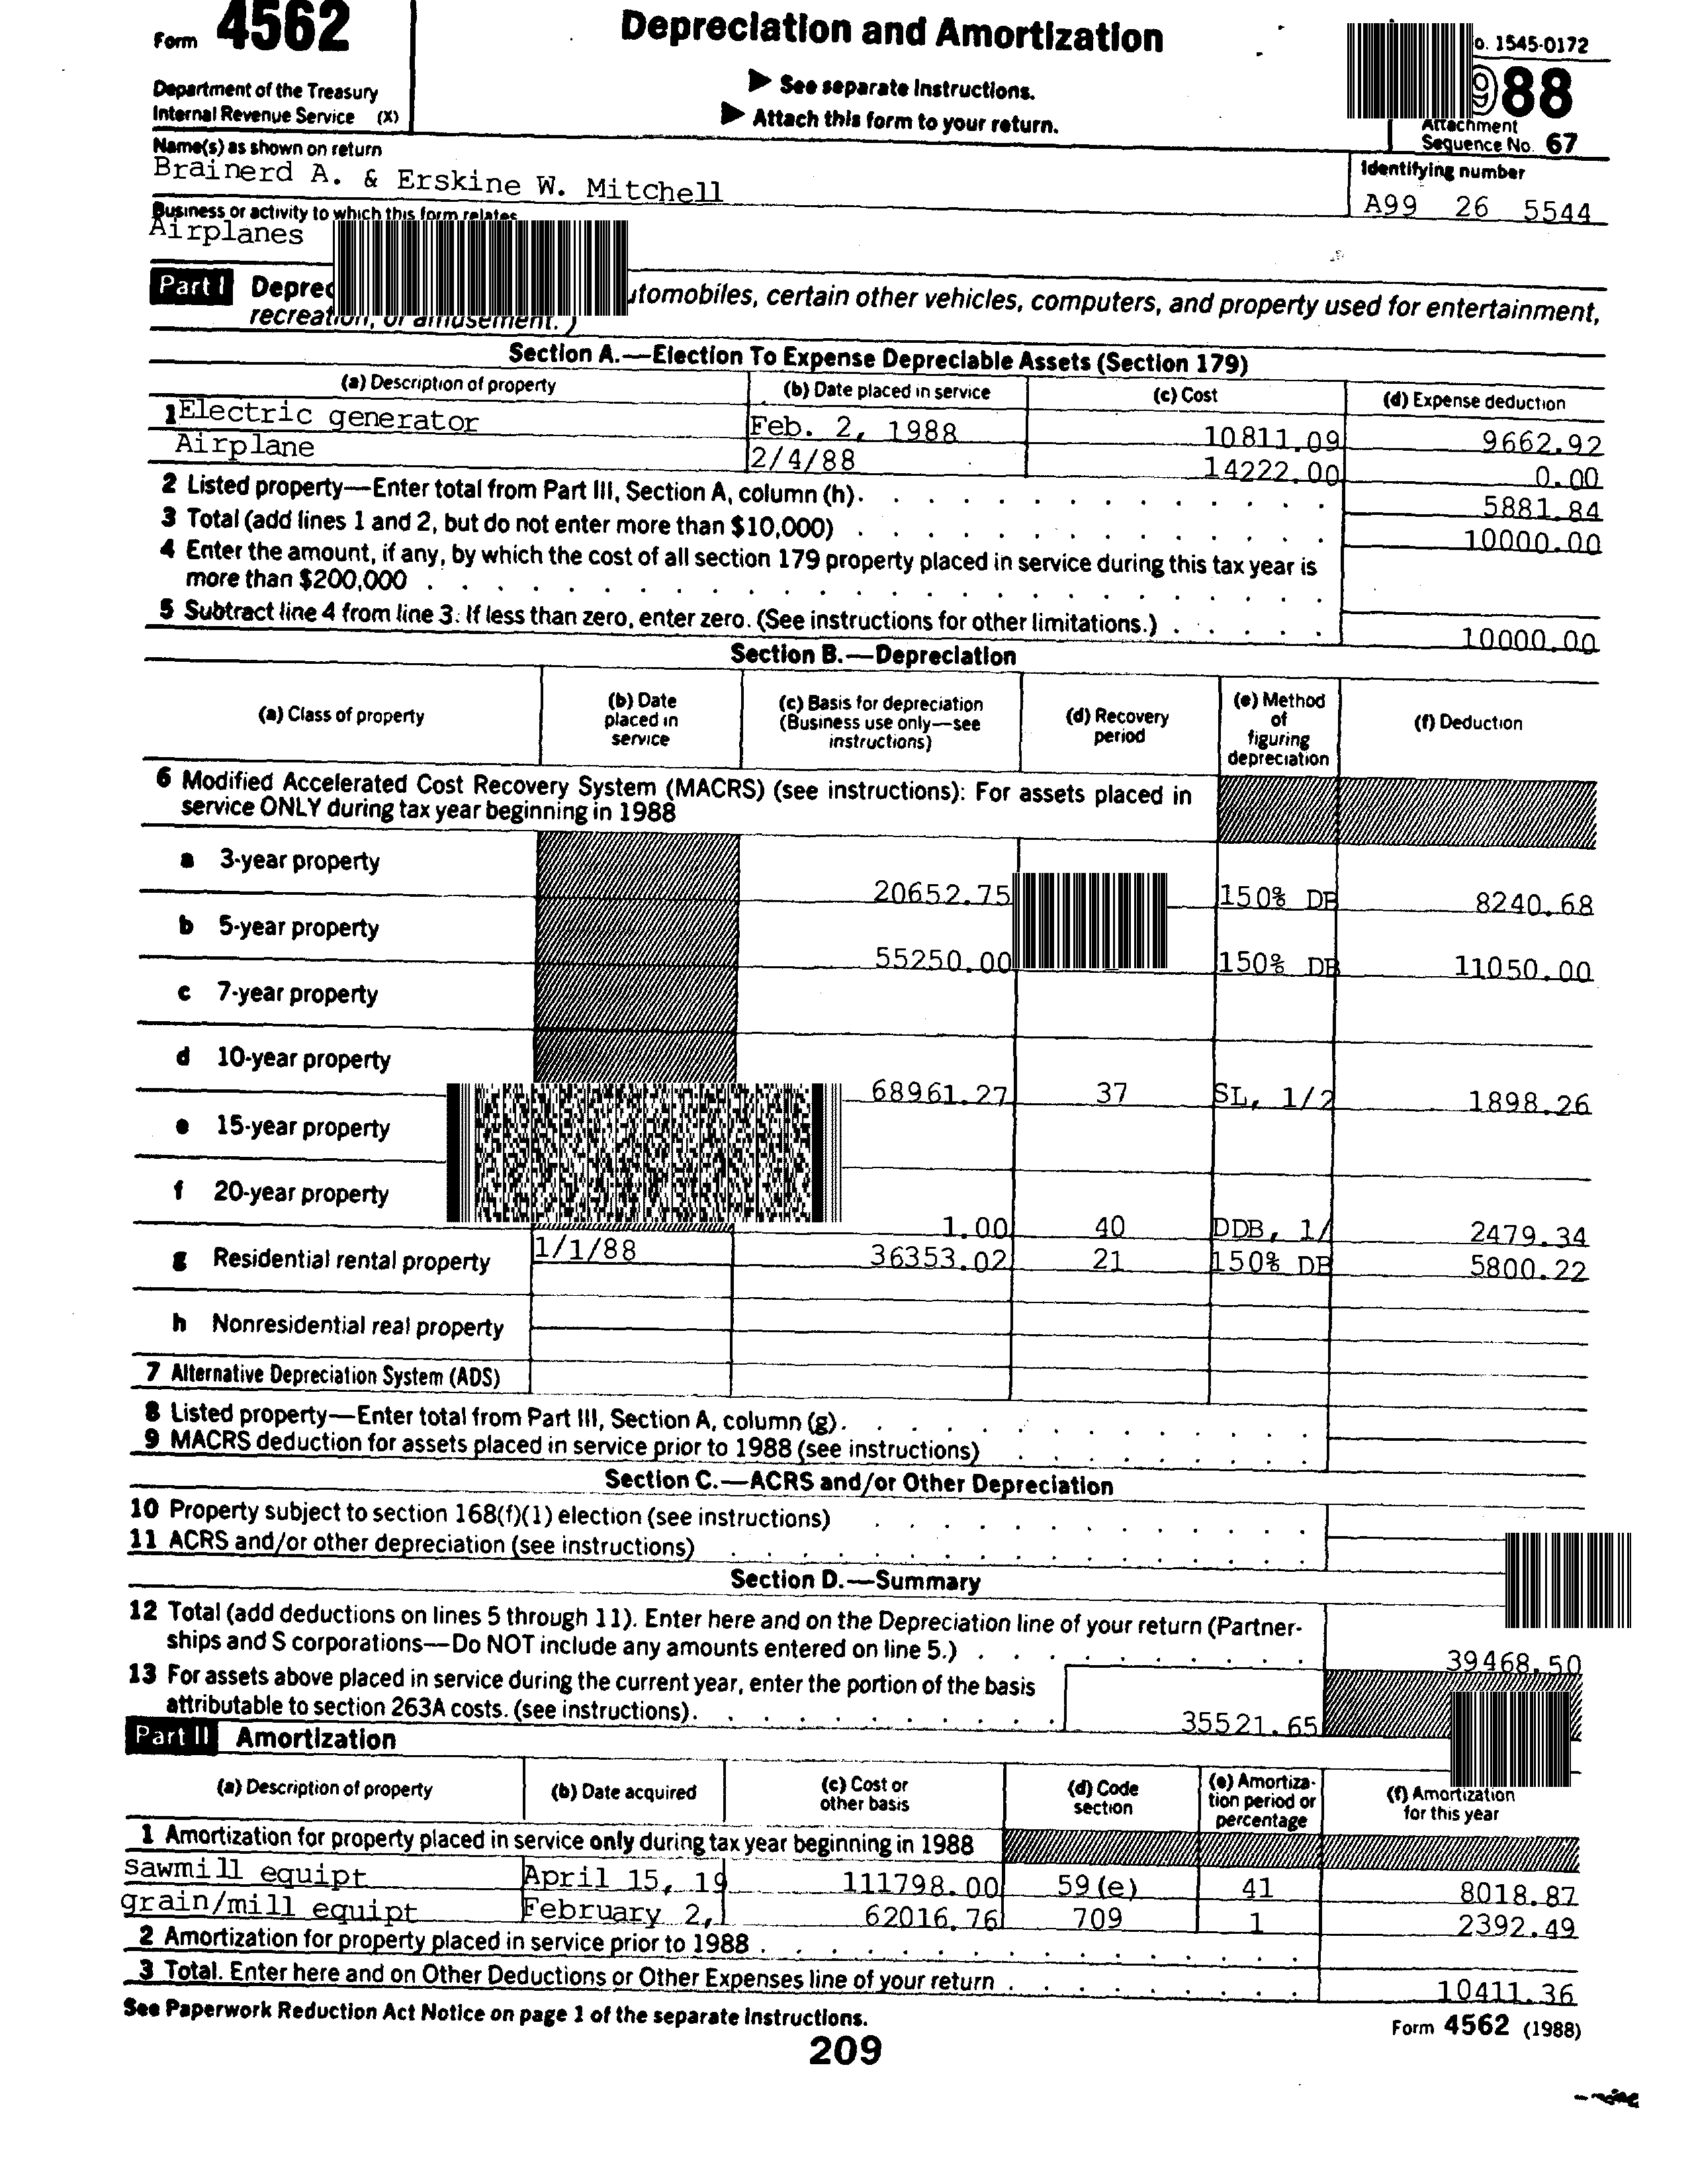 Form 4562
Depreciation and Amortization
o. 1545-0172
Department of the Treasury
Internal Revenue Service (X)
▶ See separate Instructions.
▶ Attach this form to your return.
988
Attachment
Sequence No. 67
Name(s) as shown on return
Brainerd A. & Erskine W. Mitchell
Identifying number
A99 26 5544
Business or activity to which this form relates
Airplanes
Part I Deprec utomobiles, certain other vehicles, computers, and property used for entertainment,
recreation, or amusement.)
Section A.—Election To Expense Depreciable Assets (Section 179)
(a) Description of property (b) Date placed in service (c) Cost (d) Expense deduction
1 Electric generator Feb. 2, 1988 10811.09 9662.92
Airplane 2/4/88 14222.00 0.00
2 Listed property—Enter total from Part III, Section A, column (h). 5881.84
3 Total (add lines 1 and 2, but do not enter more than $10,000) 10000.00
4 Enter the amount, if any, by which the cost of all section 179 property placed in service during this tax year is
more than $200,000
5 Subtract line 4 from line 3. If less than zero, enter zero. (See instructions for other limitations.) 10000.00
Section B.—Depreciation
(a) Class of property (b) Date placed in service (c) Basis for depreciation (Business use only—see instructions) (d) Recovery period (e) Method of figuring depreciation (f) Deduction
6 Modified Accelerated Cost Recovery System (MACRS) (see instructions): For assets placed in
service ONLY during tax year beginning in 1988
a 3-year property 20652.75 150% DB 8240.68
b 5-year property 55250.00 150% DB 11050.00
c 7-year property
d 10-year property 68961.27 37 SL, 1/2 1898.26
e 15-year property
f 20-year property 1.00 40 DDB, 1/ 2479.34
g Residential rental property 1/1/88 36353.02 21 150% DB 5800.22
h Nonresidential real property
7 Alternative Depreciation System (ADS)
8 Listed property—Enter total from Part III, Section A, column (g).
9 MACRS deduction for assets placed in service prior to 1988 (see instructions)
Section C.—ACRS and/or Other Depreciation
10 Property subject to section 168(f)(1) election (see instructions)
11 ACRS and/or other depreciation (see instructions)
Section D.—Summary
12 Total (add deductions on lines 5 through 11). Enter here and on the Depreciation line of your return (Partner-
ships and S corporations—Do NOT include any amounts entered on line 5.) 39468.50
13 For assets above placed in service during the current year, enter the portion of the basis
attributable to section 263A costs. (see instructions). 35521.65
Part II Amortization
(a) Description of property (b) Date acquired (c) Cost or other basis (d) Code section (e) Amortiza-tion period or percentage (f) Amortization for this year
1 Amortization for property placed in service only during tax year beginning in 1988
sawmill equipt April 15, 19 111798.00 59(e) 41 8018.87
grain/mill equipt February 2, 62016.76 709 1 2392.49
2 Amortization for property placed in service prior to 1988
3 Total. Enter here and on Other Deductions or Other Expenses line of your return 10411.36
See Paperwork Reduction Act Notice on page 1 of the separate Instructions.
Form 4562 (1988)
209